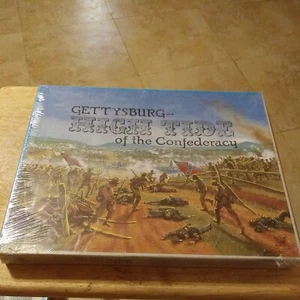 GETTYSBURG—
HIGH TIDE
of the Confederacy